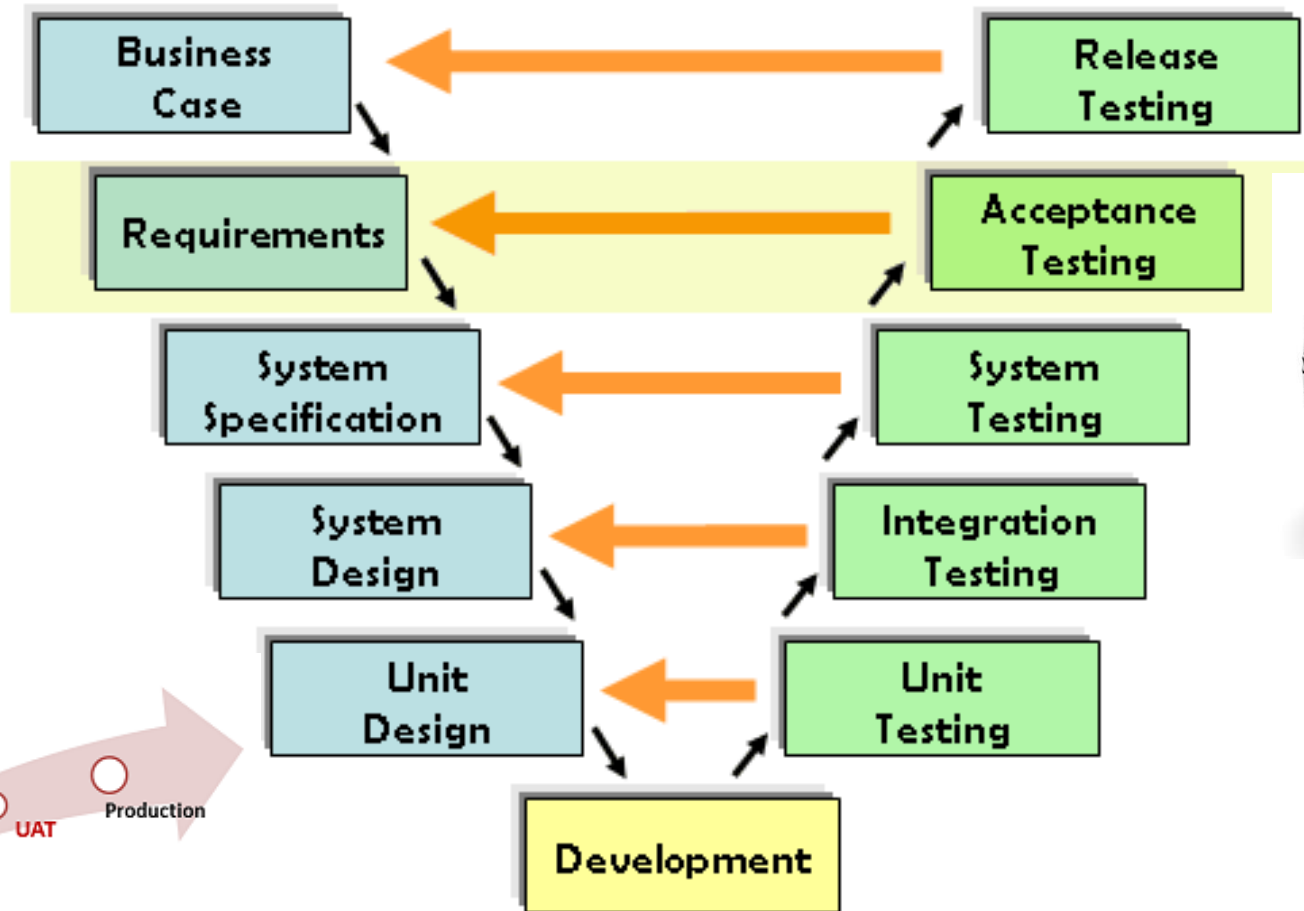 Business
Case
Release
Testing
Requirements
Acceptance
Testing
System
Specification
System
Testing
System
Design
Integration
Testing
Unit
Design
Unit
Testing
UAT
Production
Development